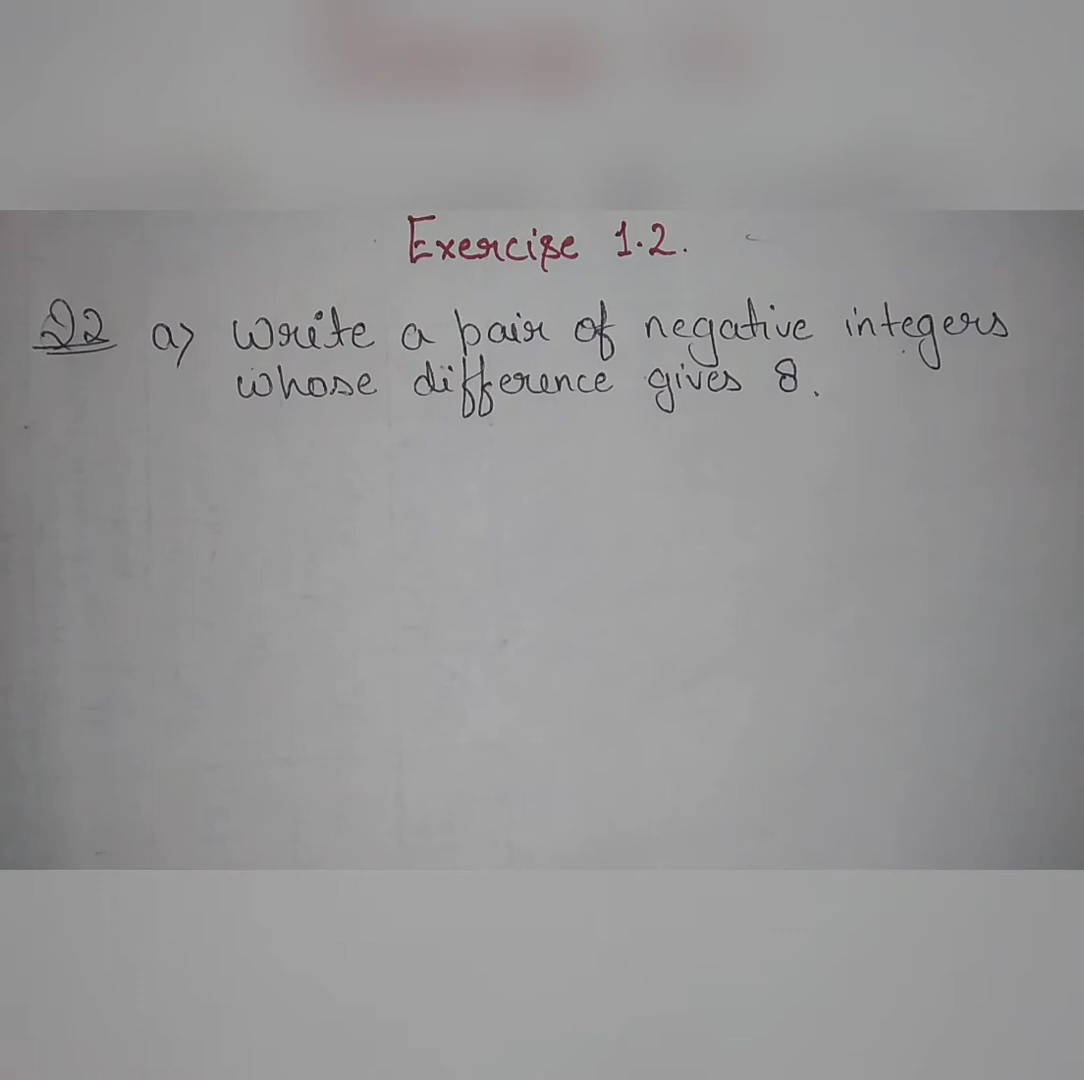 Exercise 1.2.
Q2 a) Write a pair of negative integers
whose difference gives 8.